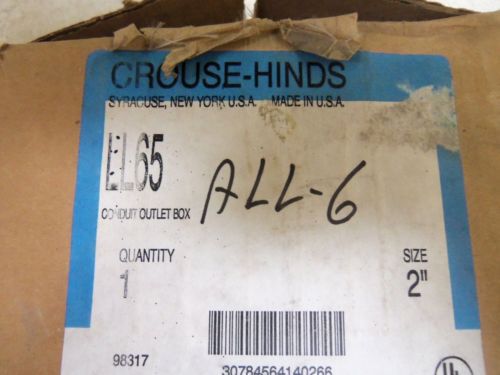 CROUSE-HINDS
SYRACUSE, NEW YORK U.S.A. MADE IN U.S.A.
EL65
ALL-6
CONDUIT OUTLET BOX
QUANTITY
1
SIZE
2"
98317
30784564140266
UL